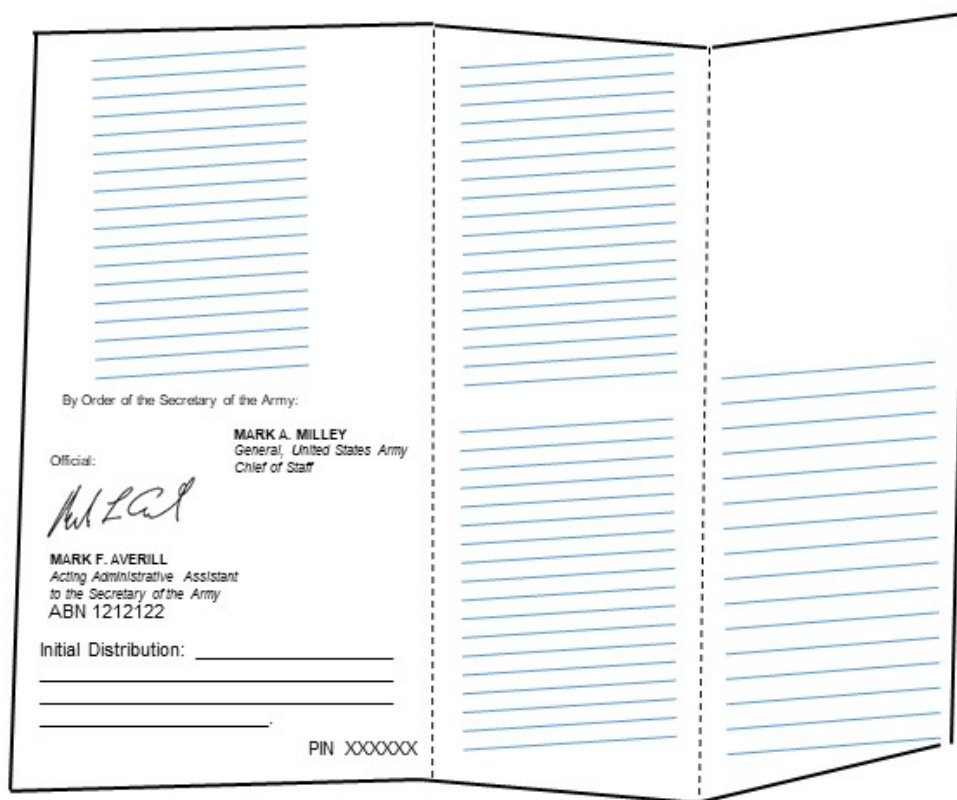 By Order of the Secretary of the Army:
MARK A. MILLEY
General, United States Army
Chief of Staff
Official:
MARK F. AVERILL
Acting Administrative Assistant
to the Secretary of the Army
ABN 1212122
Initial Distribution:
PIN XXXXXX